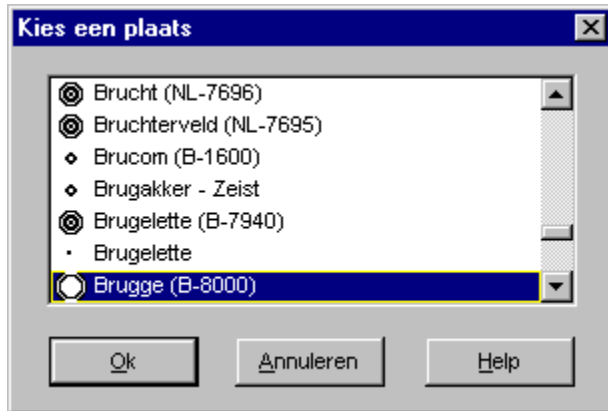 Kies een plaats
Brucht (NL-7696)
Bruchterveld (NL-7695)
Brucom (B-1600)
Brugakker - Zeist
Brugelette (B-7940)
Brugelette
Brugge (B-8000)
Ok Annuleren Help